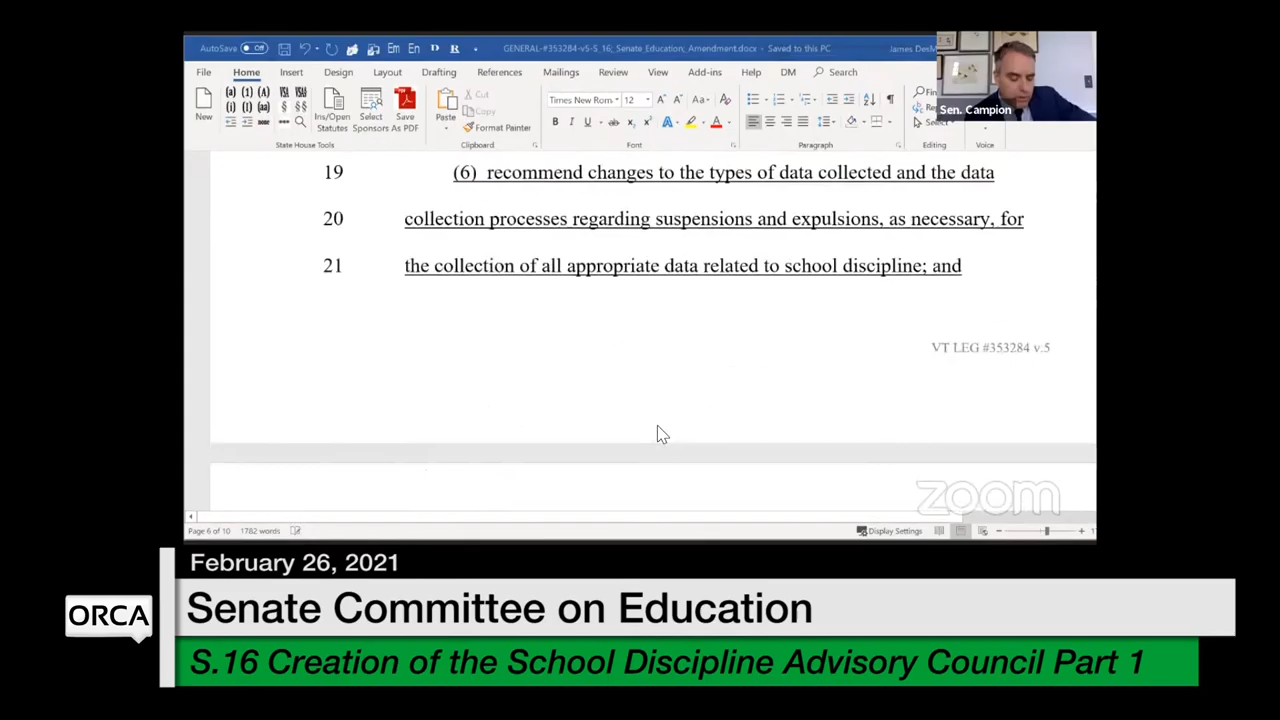 AutoSave Off GENERAL-#353284-v5-S_16;_Senate_Education;_Amendment.docx - Saved to this PC
File Home Insert Design Layout Drafting References Mailings Review View Add-ins Help DM Search
New Ins/Open Statutes Select Sponsors Save As PDF
State House Tools
Paste Cut Copy Format Painter
Clipboard
Times New Rom 12
Font
Paragraph
Editing
Voice
Sen. Campion
19 (6) recommend changes to the types of data collected and the data
20 collection processes regarding suspensions and expulsions, as necessary, for
21 the collection of all appropriate data related to school discipline; and
VT LEG #353284 v.5
zoom
Page 6 of 10 1782 words Display Settings
February 26, 2021
ORCA
Senate Committee on Education
S.16 Creation of the School Discipline Advisory Council Part 1